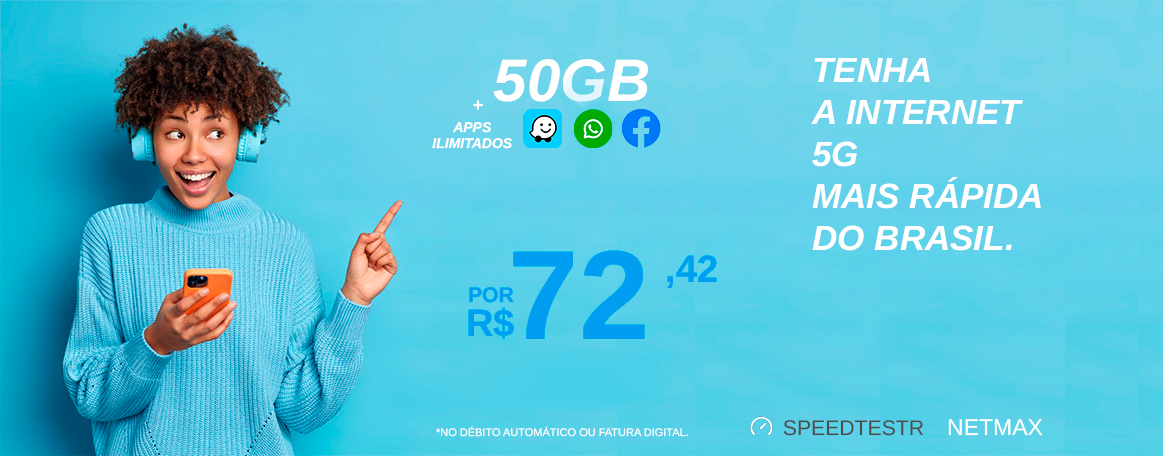 50GB
+
APPS
ILIMITADOS
POR
R$ 72,42
*NO DÉBITO AUTOMÁTICO OU FATURA DIGITAL.
TENHA
A INTERNET
5G
MAIS RÁPIDA
DO BRASIL.
SPEEDTESTR NETMAX